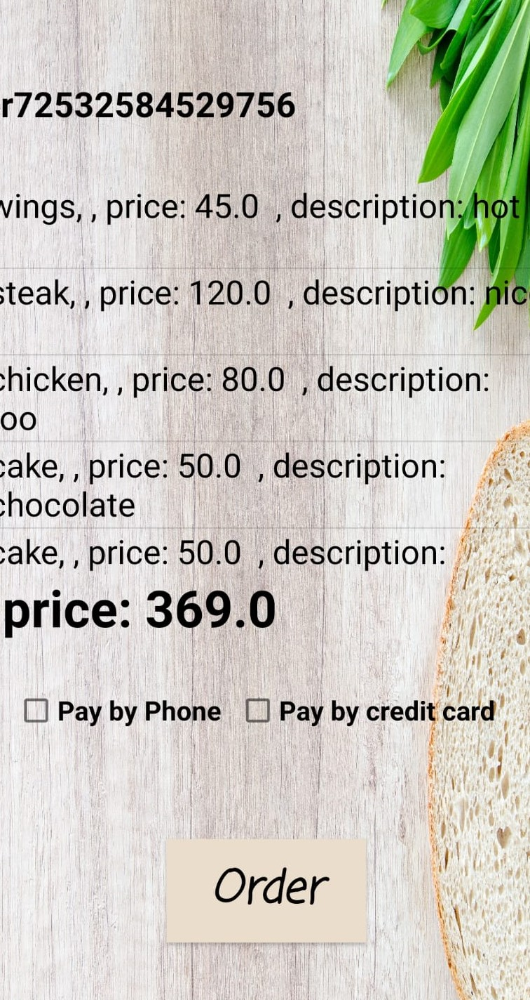 r72532584529756
wings, , price: 45.0 , description: hot
steak, , price: 120.0 , description: nic
chicken, , price: 80.0 , description:
oo
cake, , price: 50.0 , description:
chocolate
cake, , price: 50.0 , description:
price: 369.0
Pay by Phone Pay by credit card
Order